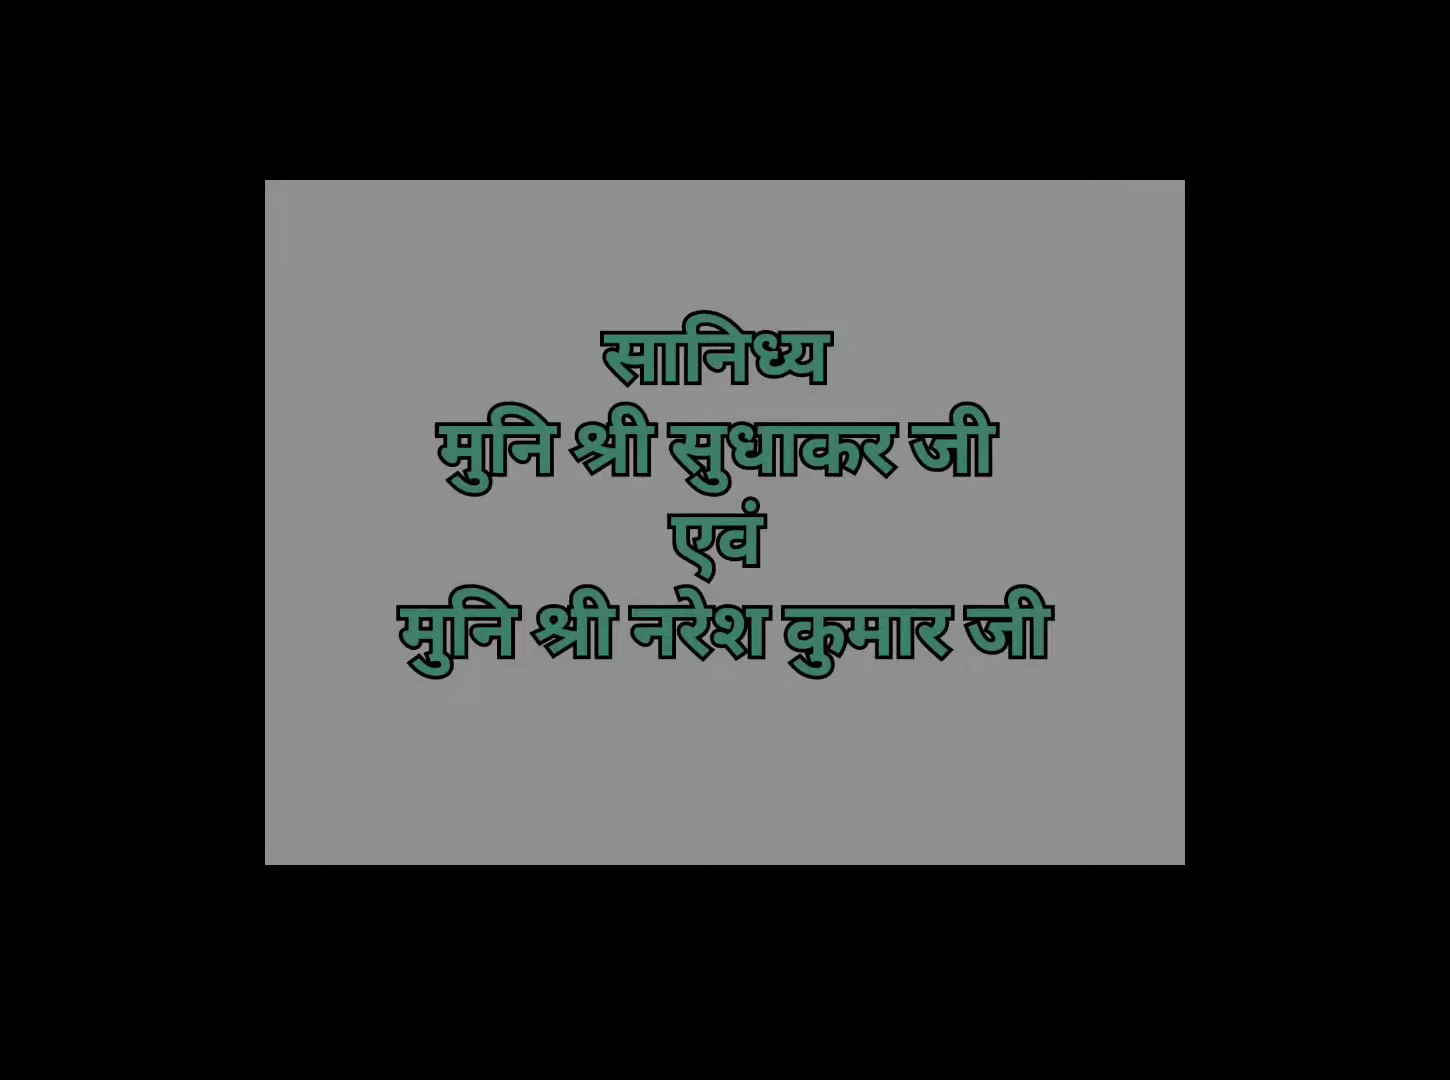 सानिध्य
मुनि श्री सुधाकर जी
एवं
मुनि श्री नरेश कुमार जी